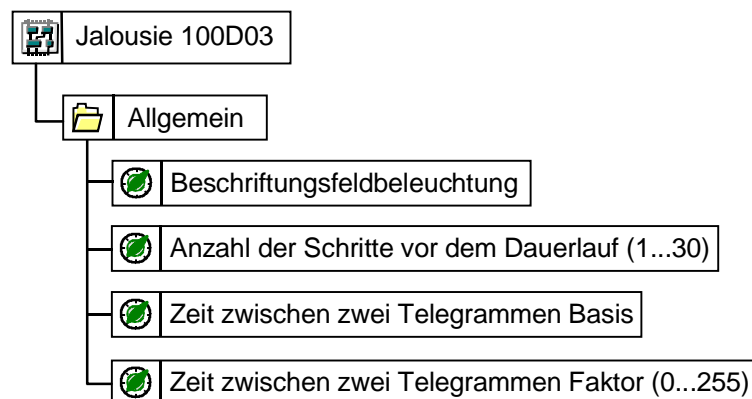 Jalousie 100D03
Allgemein
Beschriftungsfeldbeleuchtung
Anzahl der Schritte vor dem Dauerlauf (1...30)
Zeit zwischen zwei Telegrammen Basis
Zeit zwischen zwei Telegrammen Faktor (0...255)